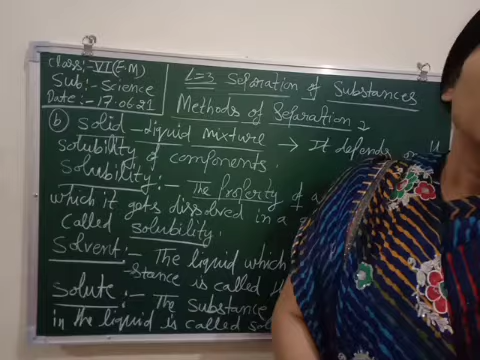 Class:- VI (E.M)
Sub:- Science
Date:- 17.06.21
L=3 Separation of Substances
Methods of Separation
(b) Solid-liquid mixture → It depends on
solubility of components.
Solubility:- The Property of a
which it gets dissolved in a
called solubility.
Solvent:- The liquid which
-stance is called
Solute:- The Substance
in the liquid is called